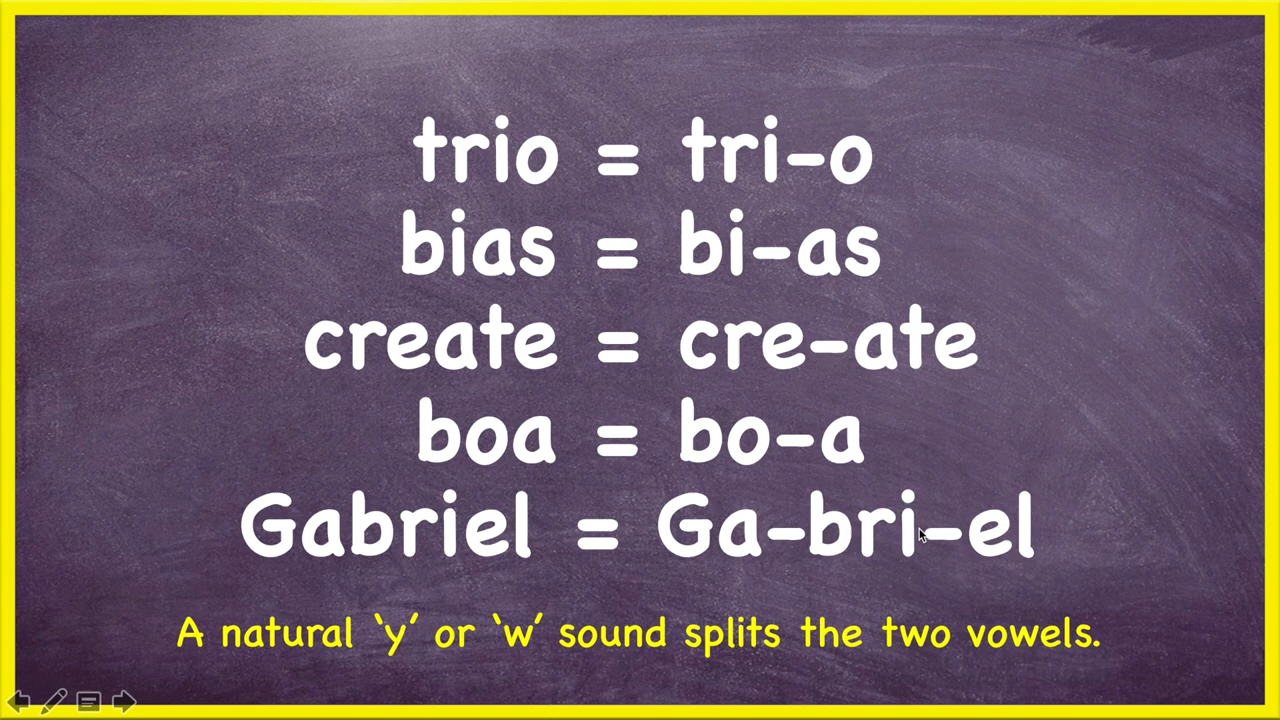 trio = tri-o
bias = bi-as
create = cre-ate
boa = bo-a
Gabriel = Ga-bri-el
A natural ‘y’ or ‘w’ sound splits the two vowels.